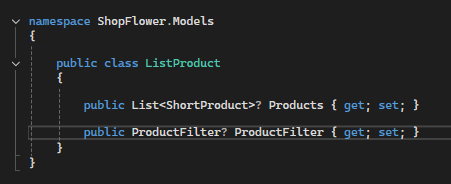 namespace ShopFlower.Models
{
public class ListProduct
{
public List<ShortProduct>? Products { get; set; }
public ProductFilter? ProductFilter { get; set; }
}
}